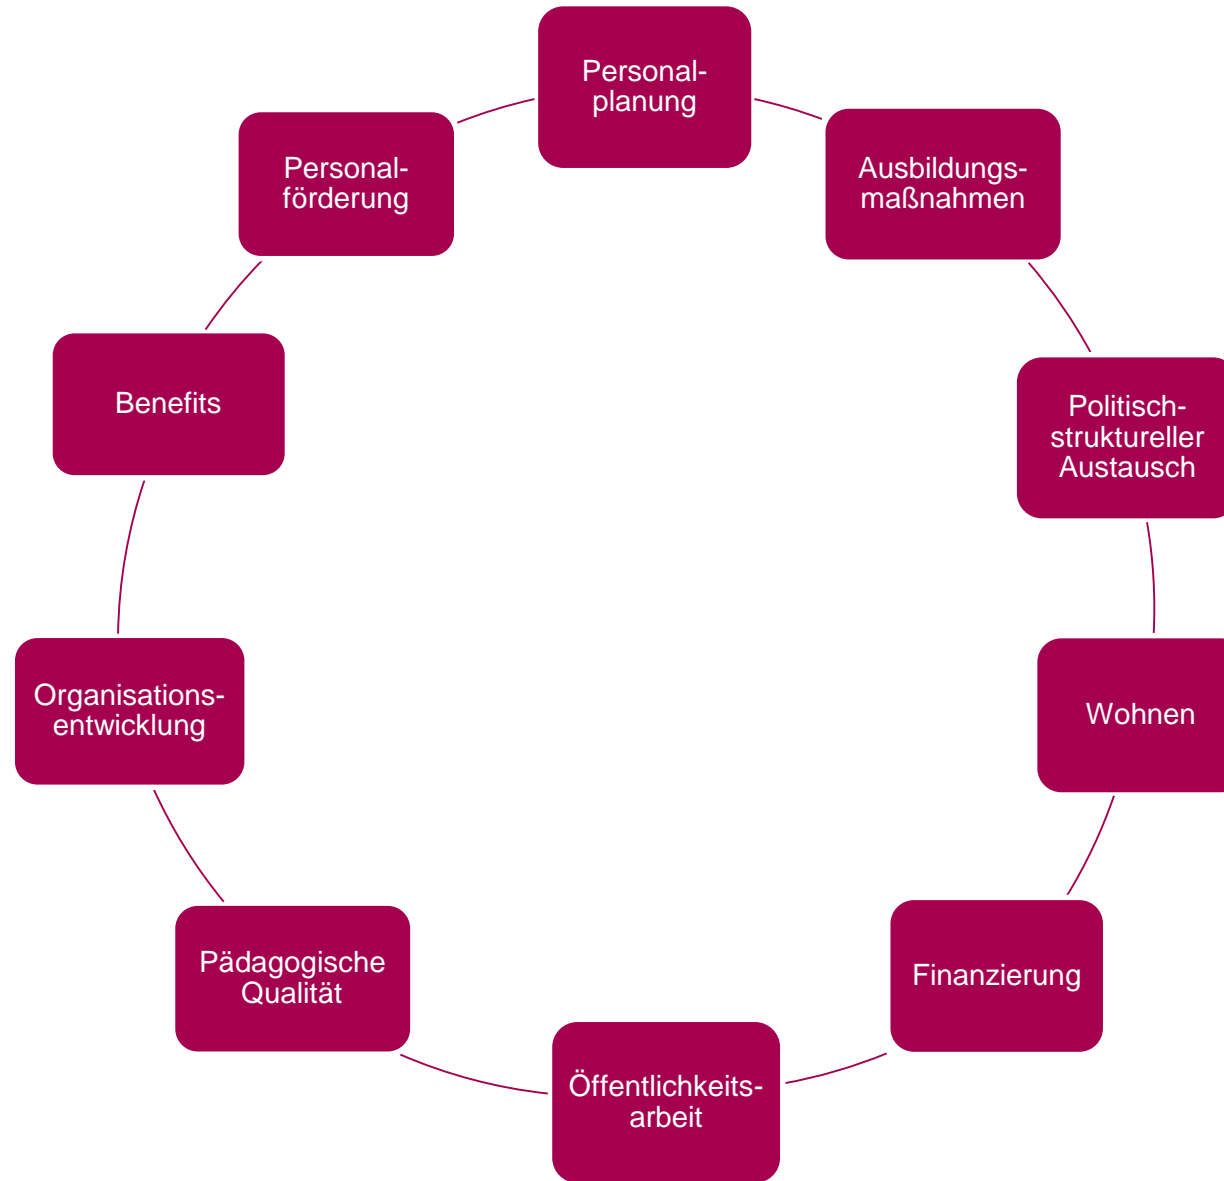 Personal-
planung
Ausbildungs-
maßnahmen
Politisch-
struktureller
Austausch
Wohnen
Finanzierung
Öffentlichkeits-
arbeit
Pädagogische
Qualität
Organisations-
entwicklung
Benefits
Personal-
förderung